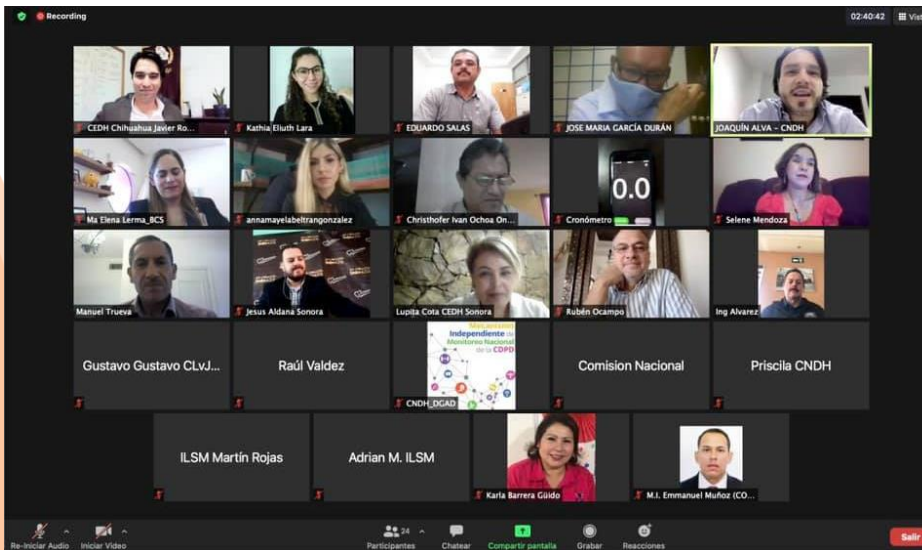 Recording
02:40:42
Vis
CEDH Chihuahua Javier Ro...
Kathia Eliuth Lara
EDUARDO SALAS
JOSE MARIA GARCÍA DURÁN
JOAQUÍN ALVA - CNDH
Ma Elena Lerma_BCS
annamayelabeltrangonzalez
Christhofer Ivan Ochoa On...
0.0
Cronómetro
Selene Mendoza
Manuel Trueva
Jesus Aldana Sonora
Lupita Cota CEDH Sonora
Rubén Ocampo
Ing Alvarez
Gustavo Gustavo CLvJ...
Raúl Valdez
Mecanismo
Independiente de
Monitoreo Nacional
de la CDPD
CNDH_DGAD
Comision Nacional
Priscila CNDH
ILSM Martín Rojas
Adrian M. ILSM
Karla Barrera Güido
M.I. Emmanuel Muñoz (CO...
Re-Iniciar Audio
Iniciar Video
24
Participantes
Chatear
Compartir pantalla
Grabar
Reacciones
Salir